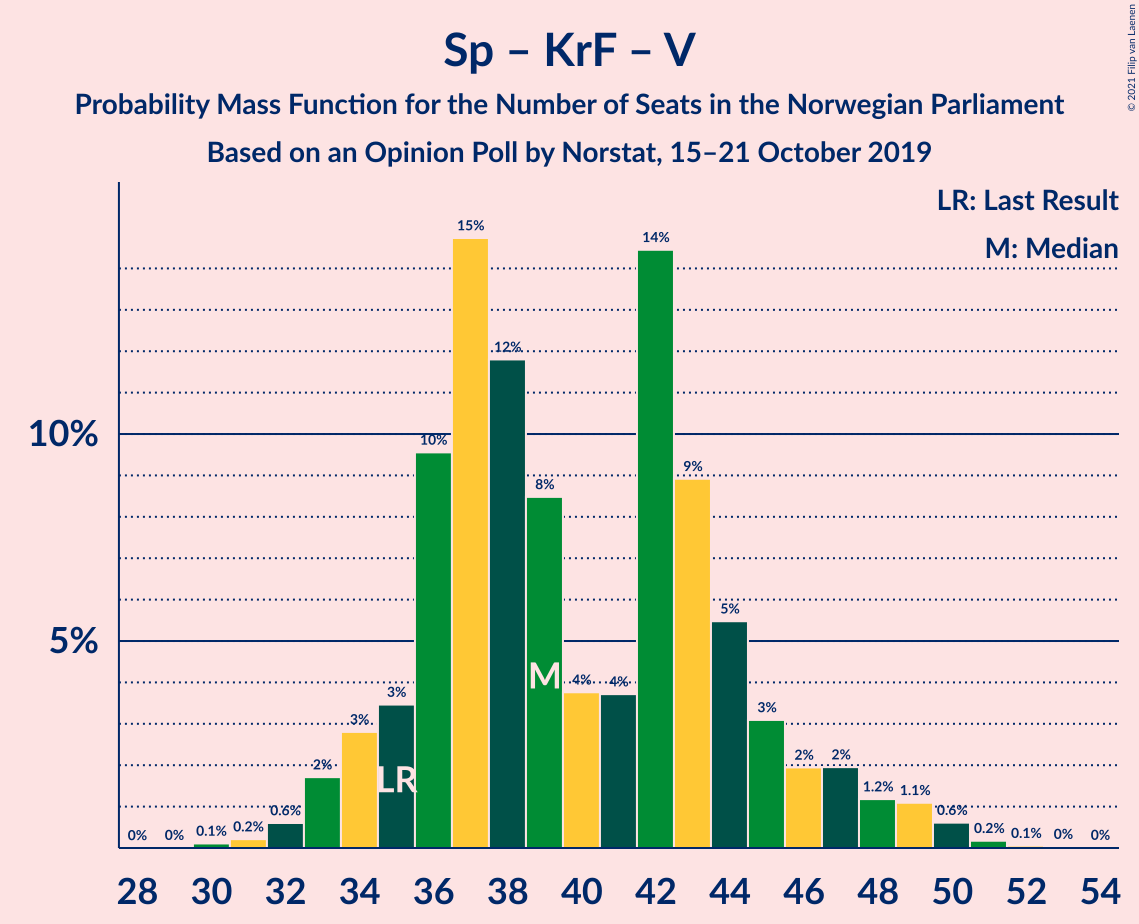 © 2021 Filip van Laenen
Sp – KrF – V
Probability Mass Function for the Number of Seats in the Norwegian Parliament
Based on an Opinion Poll by Norstat, 15–21 October 2019
LR: Last Result
M: Median
10%
5%
0% 0% 0.1% 0.2% 0.6% 2% 3% 3% 10% 15% 12% 8% 4% 4% 14% 9% 5% 3% 2% 2% 1.2% 1.1% 0.6% 0.2% 0.1% 0% 0%
M
LR
28 30 32 34 36 38 40 42 44 46 48 50 52 54